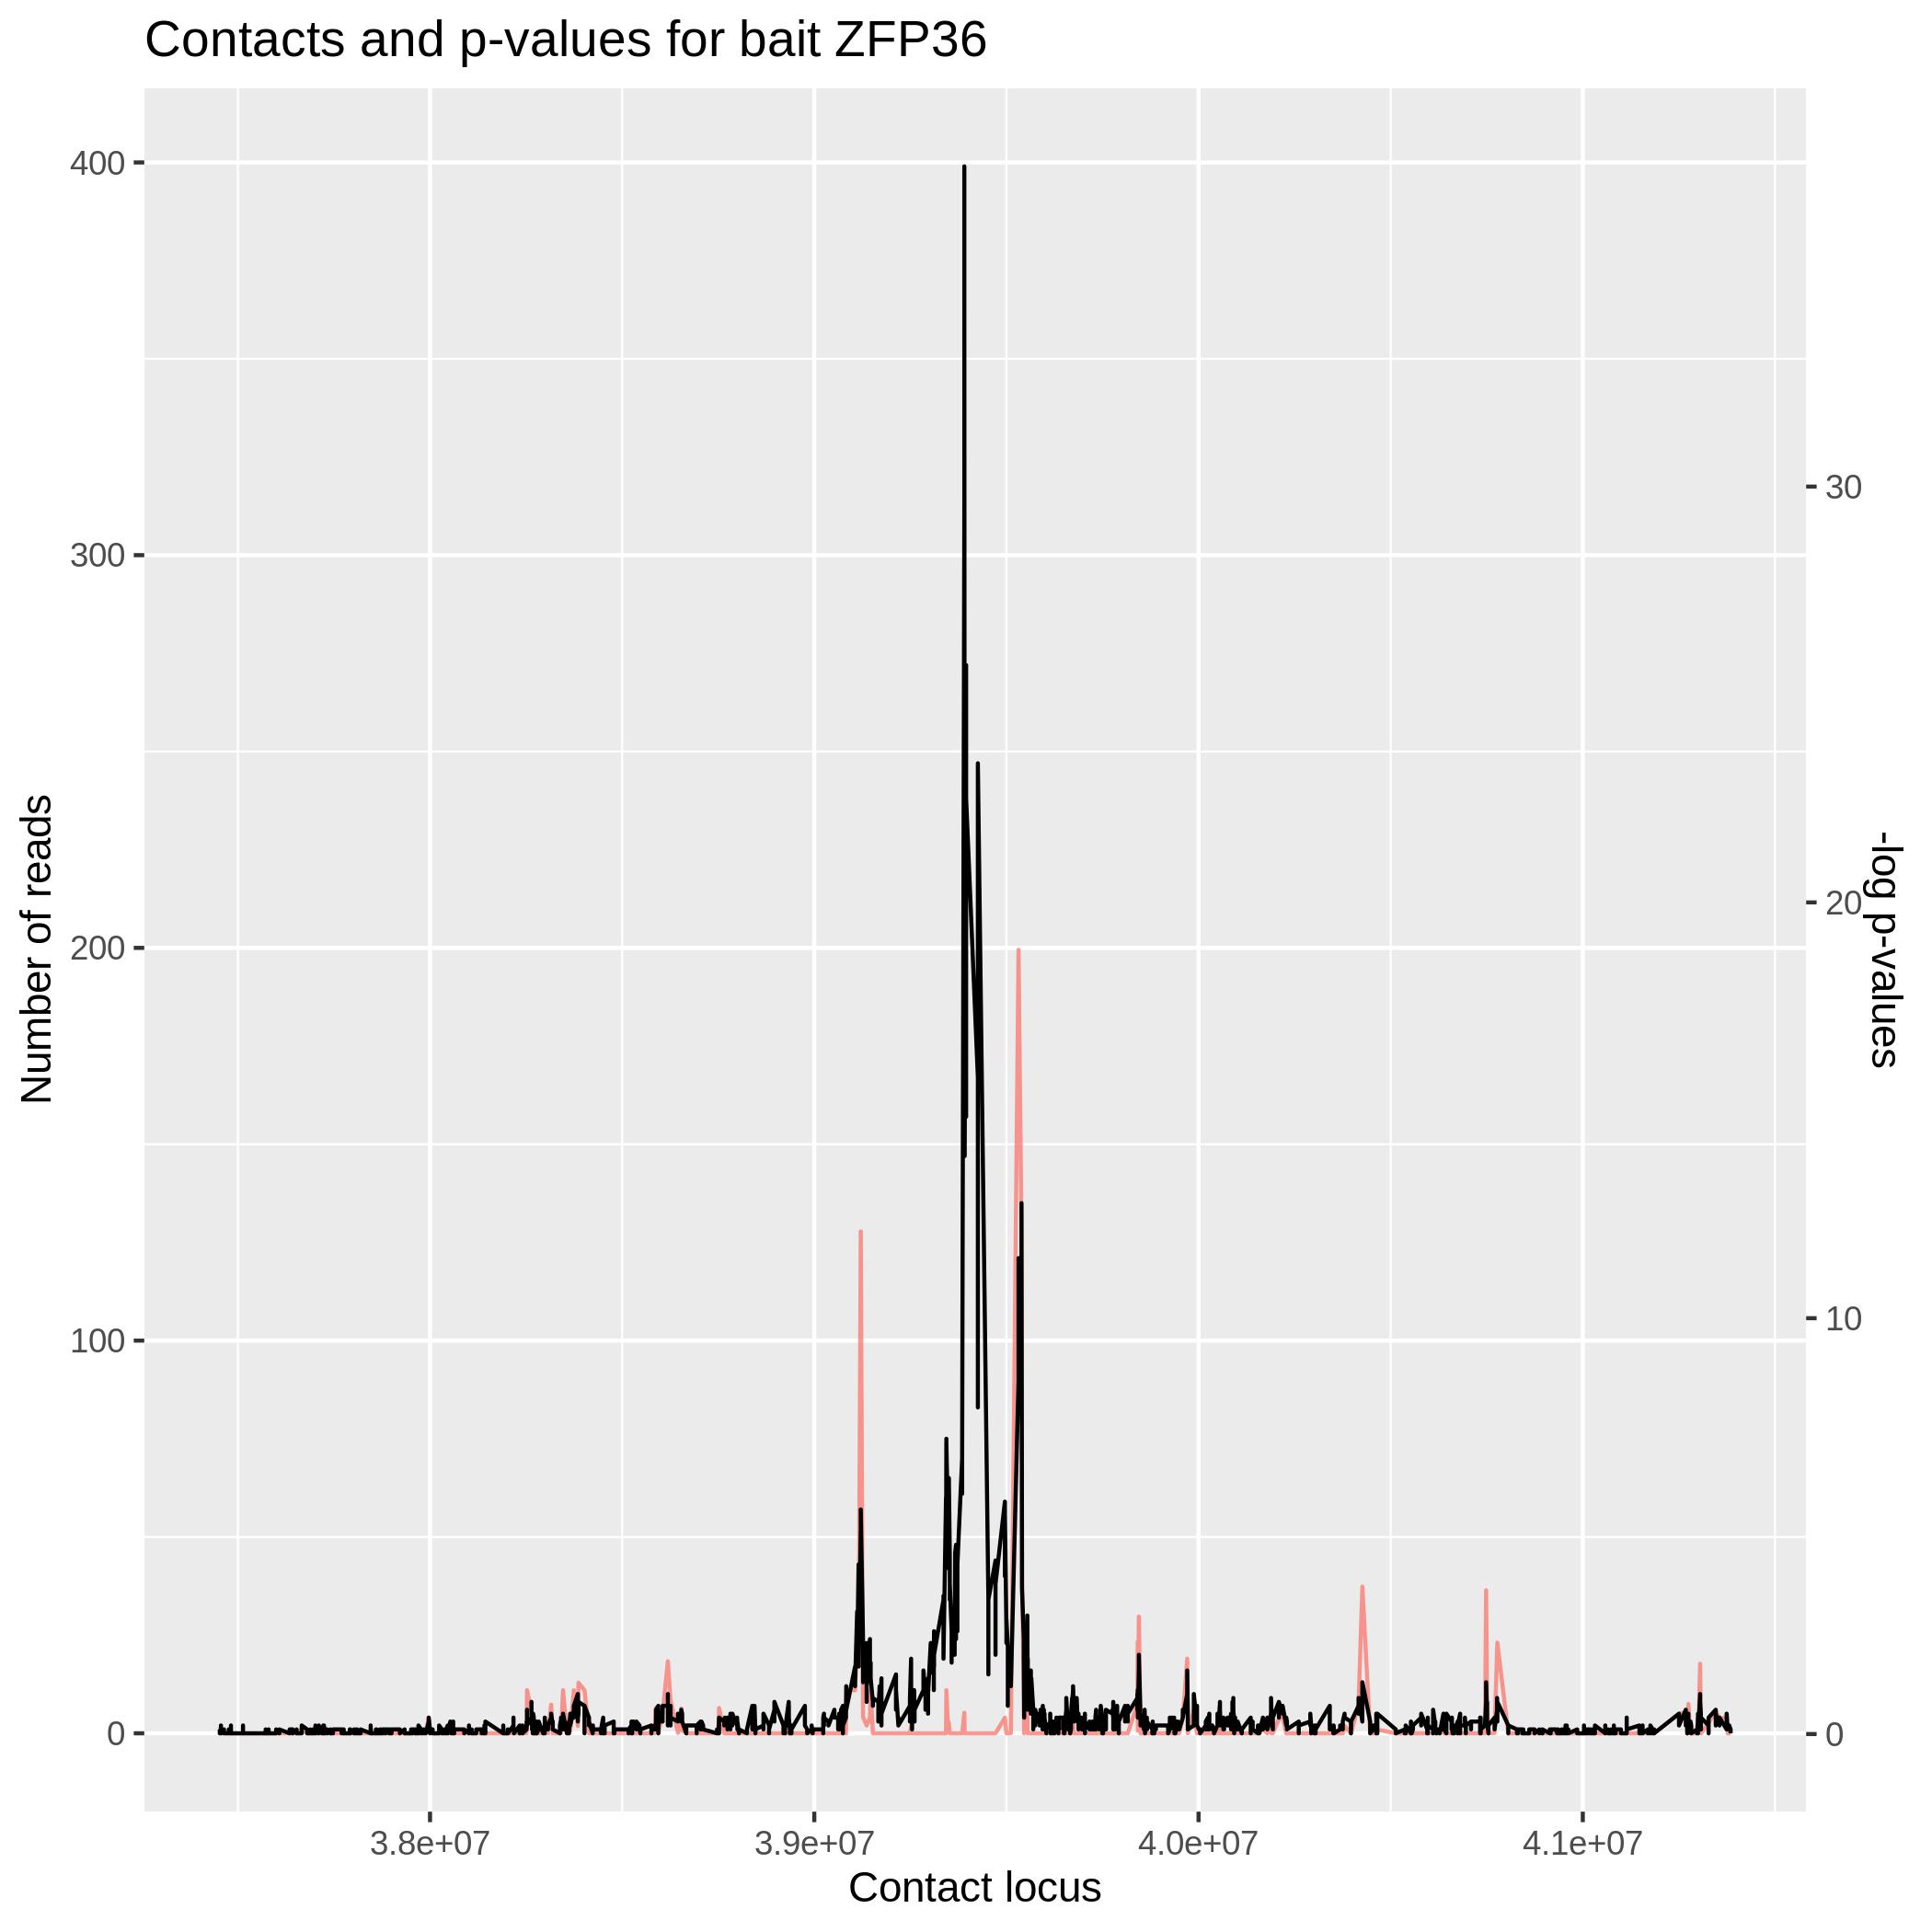 Contacts and p-values for bait ZFP36
400
300
200
100
0
Number of reads
30
20
10
0
-log p-values
3.8e+07
3.9e+07
4.0e+07
4.1e+07
Contact locus